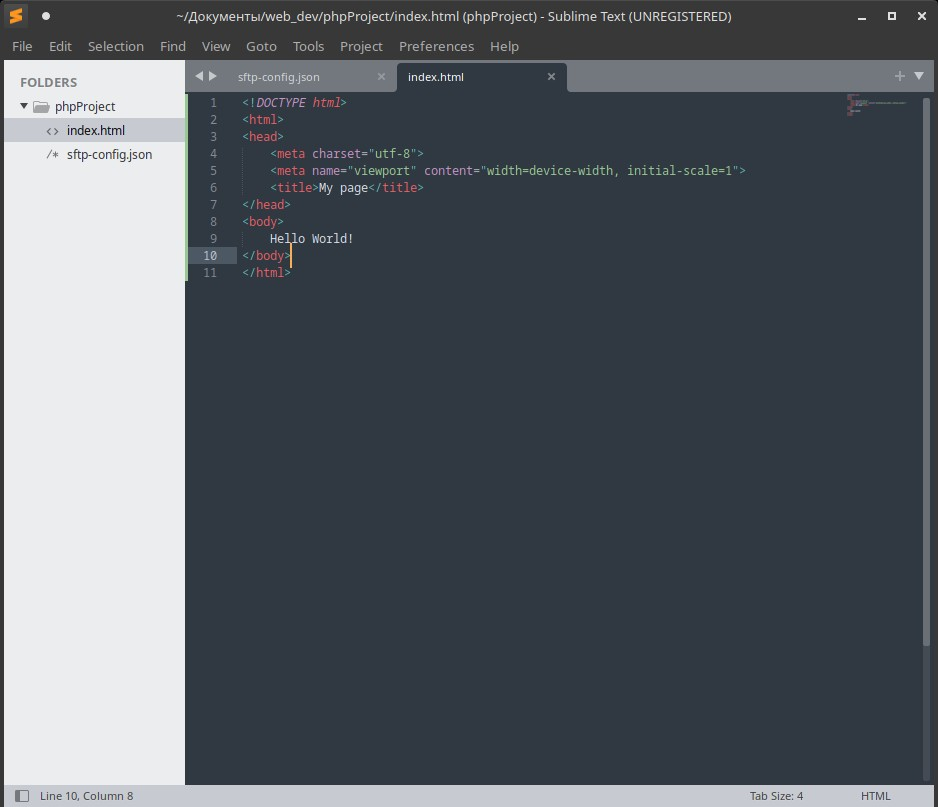 ~/Документы/web_dev/phpProject/index.html (phpProject) - Sublime Text (UNREGISTERED)
File Edit Selection Find View Goto Tools Project Preferences Help
FOLDERS
phpProject
<> index.html
/* sftp-config.json
sftp-config.json
index.html
1 <!DOCTYPE html>
2 <html>
3 <head>
4     <meta charset="utf-8">
5     <meta name="viewport" content="width=device-width, initial-scale=1">
6     <title>My page</title>
7 </head>
8 <body>
9     Hello World!
10 </body>
11 </html>
Line 10, Column 8 Tab Size: 4 HTML